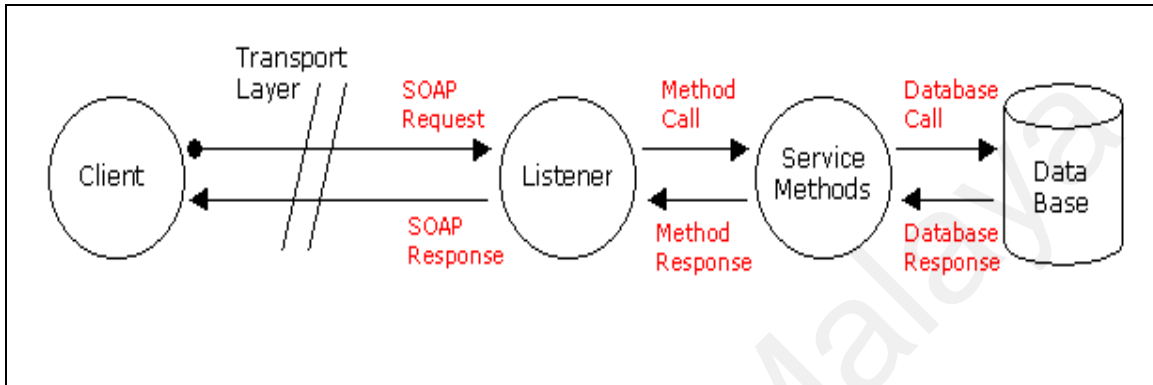 Transport
Layer
SOAP
Request
Method
Call
Database
Call
Client
Listener
Service
Methods
Data
Base
SOAP
Response
Method
Response
Database
Response
Malaya